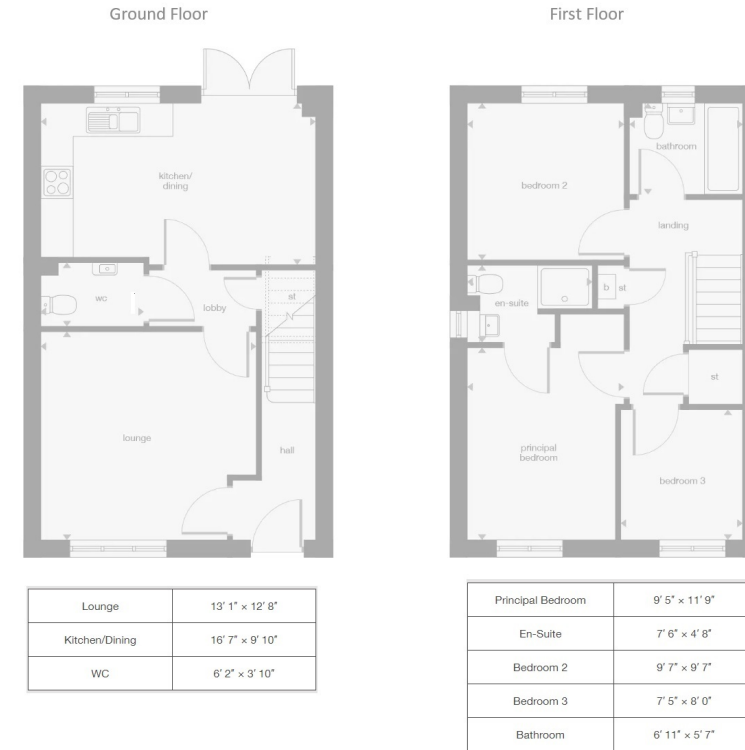 Ground Floor
kitchen/
dining
wc
lobby
st
lounge
hall
Lounge 13' 1" × 12' 8"
Kitchen/Dining 16' 7" × 9' 10"
WC 6' 2" × 3' 10"
First Floor
bedroom 2
bathroom
landing
b st
en-suite
st
principal
bedroom
bedroom 3
Principal Bedroom 9' 5" × 11' 9"
En-Suite 7' 6" × 4' 8"
Bedroom 2 9' 7" × 9' 7"
Bedroom 3 7' 5" × 8' 0"
Bathroom 6' 11" × 5' 7"